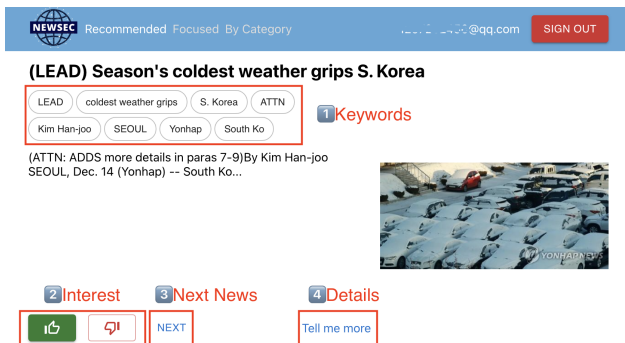 NEWSEC Recommended Focused By Category @qq.com SIGN OUT
(LEAD) Season's coldest weather grips S. Korea
LEAD coldest weather grips S. Korea ATTN
1 Keywords
Kim Han-joo SEOUL Yonhap South Ko
(ATTN: ADDS more details in paras 7-9)By Kim Han-joo
SEOUL, Dec. 14 (Yonhap) -- South Ko...
YONHAPNEWS
2 Interest 3 Next News 4 Details
NEXT Tell me more